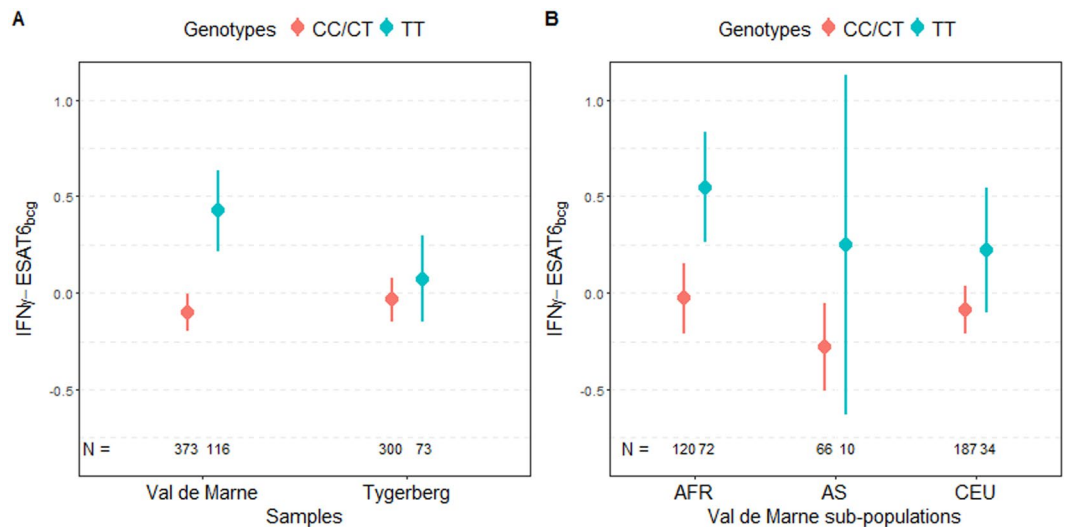 A
Genotypes CC/CT TT
IFNγ– ESAT6bcg
1.0
0.5
0.0
-0.5
N = 373 116 300 73
Val de Marne Tygerberg
Samples
B
Genotypes CC/CT TT
IFNγ– ESAT6bcg
1.0
0.5
0.0
-0.5
N = 120 72 66 10 187 34
AFR AS CEU
Val de Marne sub-populations